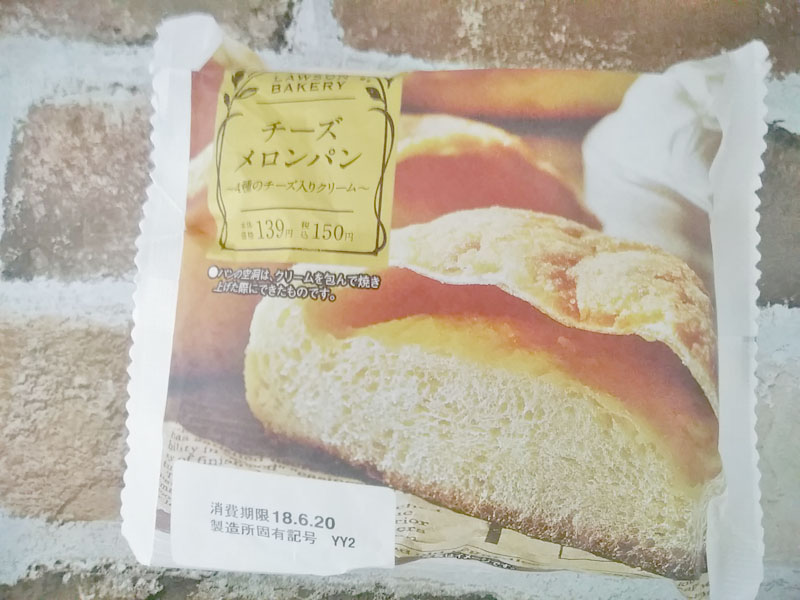 LAWSON
BAKERY
チーズ
メロンパン
～4種のチーズ入りクリーム～
本体価格 139円 税込 150円
●パンの空洞は、クリームを包んで焼き
上げた際にできたものです。
消費期限 18.6.20
製造所固有記号 YY2